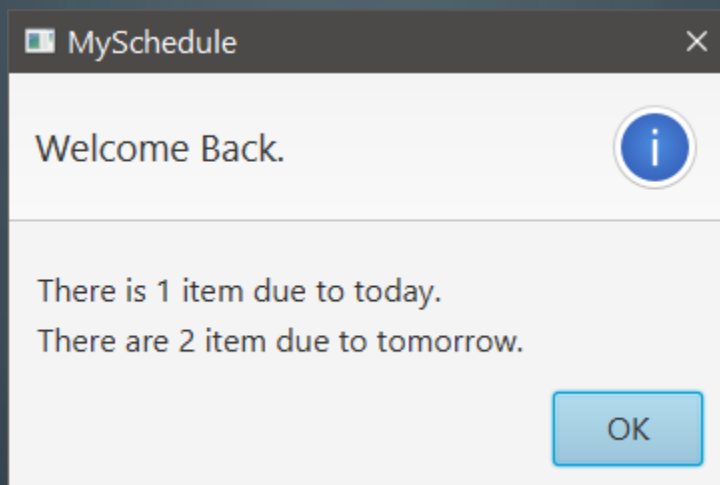 MySchedule
Welcome Back.
i
There is 1 item due to today.
There are 2 item due to tomorrow.
OK